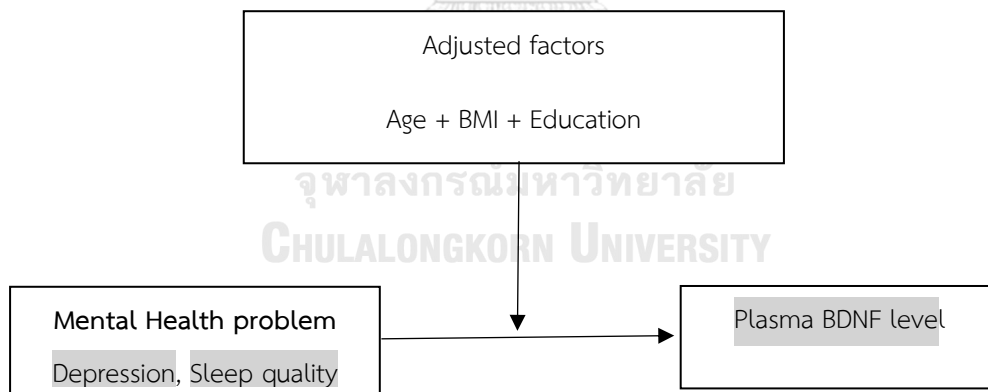 Adjusted factors
Age + BMI + Education
จุฬาลงกรณ์มหาวิทยาลัย
CHULALONGKORN UNIVERSITY
Mental Health problem
Depression, Sleep quality
Plasma BDNF level